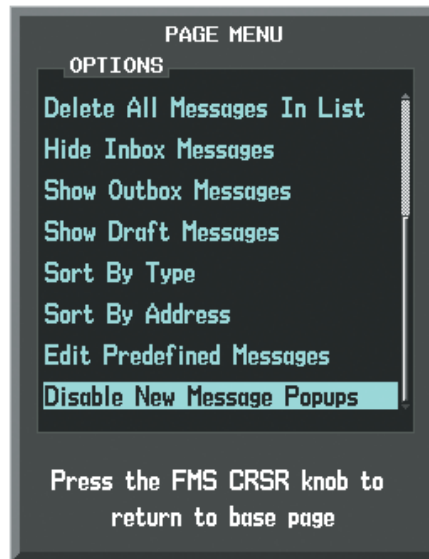 PAGE MENU
OPTIONS
Delete All Messages In List
Hide Inbox Messages
Show Outbox Messages
Show Draft Messages
Sort By Type
Sort By Address
Edit Predefined Messages
Disable New Message Popups
Press the FMS CRSR knob to
return to base page